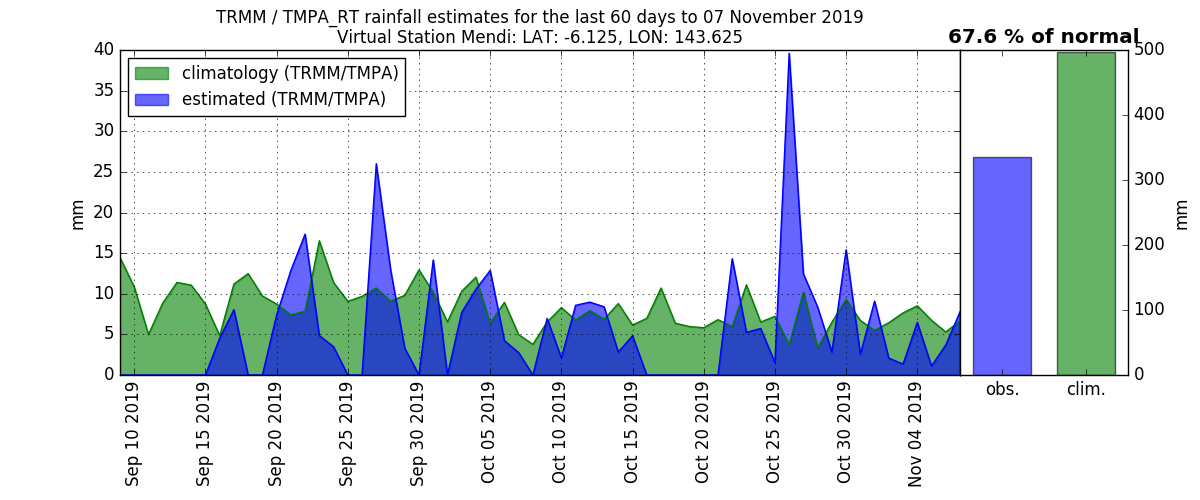 TRMM / TMPA_RT rainfall estimates for the last 60 days to 07 November 2019
Virtual Station Mendi: LAT: -6.125, LON: 143.625
67.6 % of normal
climatology (TRMM/TMPA)
estimated (TRMM/TMPA)
mm
40
35
30
25
20
15
10
5
0
Sep 10 2019
Sep 15 2019
Sep 20 2019
Sep 25 2019
Sep 30 2019
Oct 05 2019
Oct 10 2019
Oct 15 2019
Oct 20 2019
Oct 25 2019
Oct 30 2019
Nov 04 2019
obs.
clim.
500
400
300
200
100
0
mm